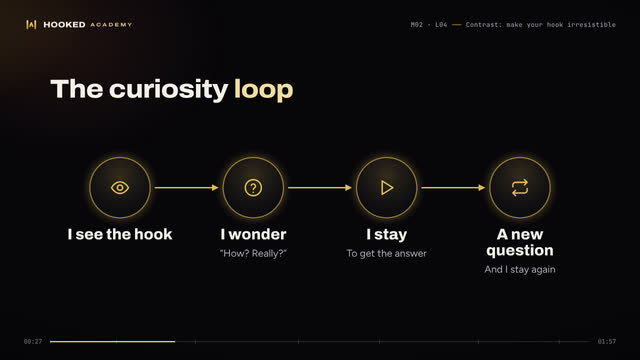 HOOKED ACADEMY
M02 · L04 — Contrast: make your hook irresistible
The curiosity loop
I see the hook
I wonder
"How? Really?"
I stay
To get the answer
A new
question
And I stay again
00:27
01:57